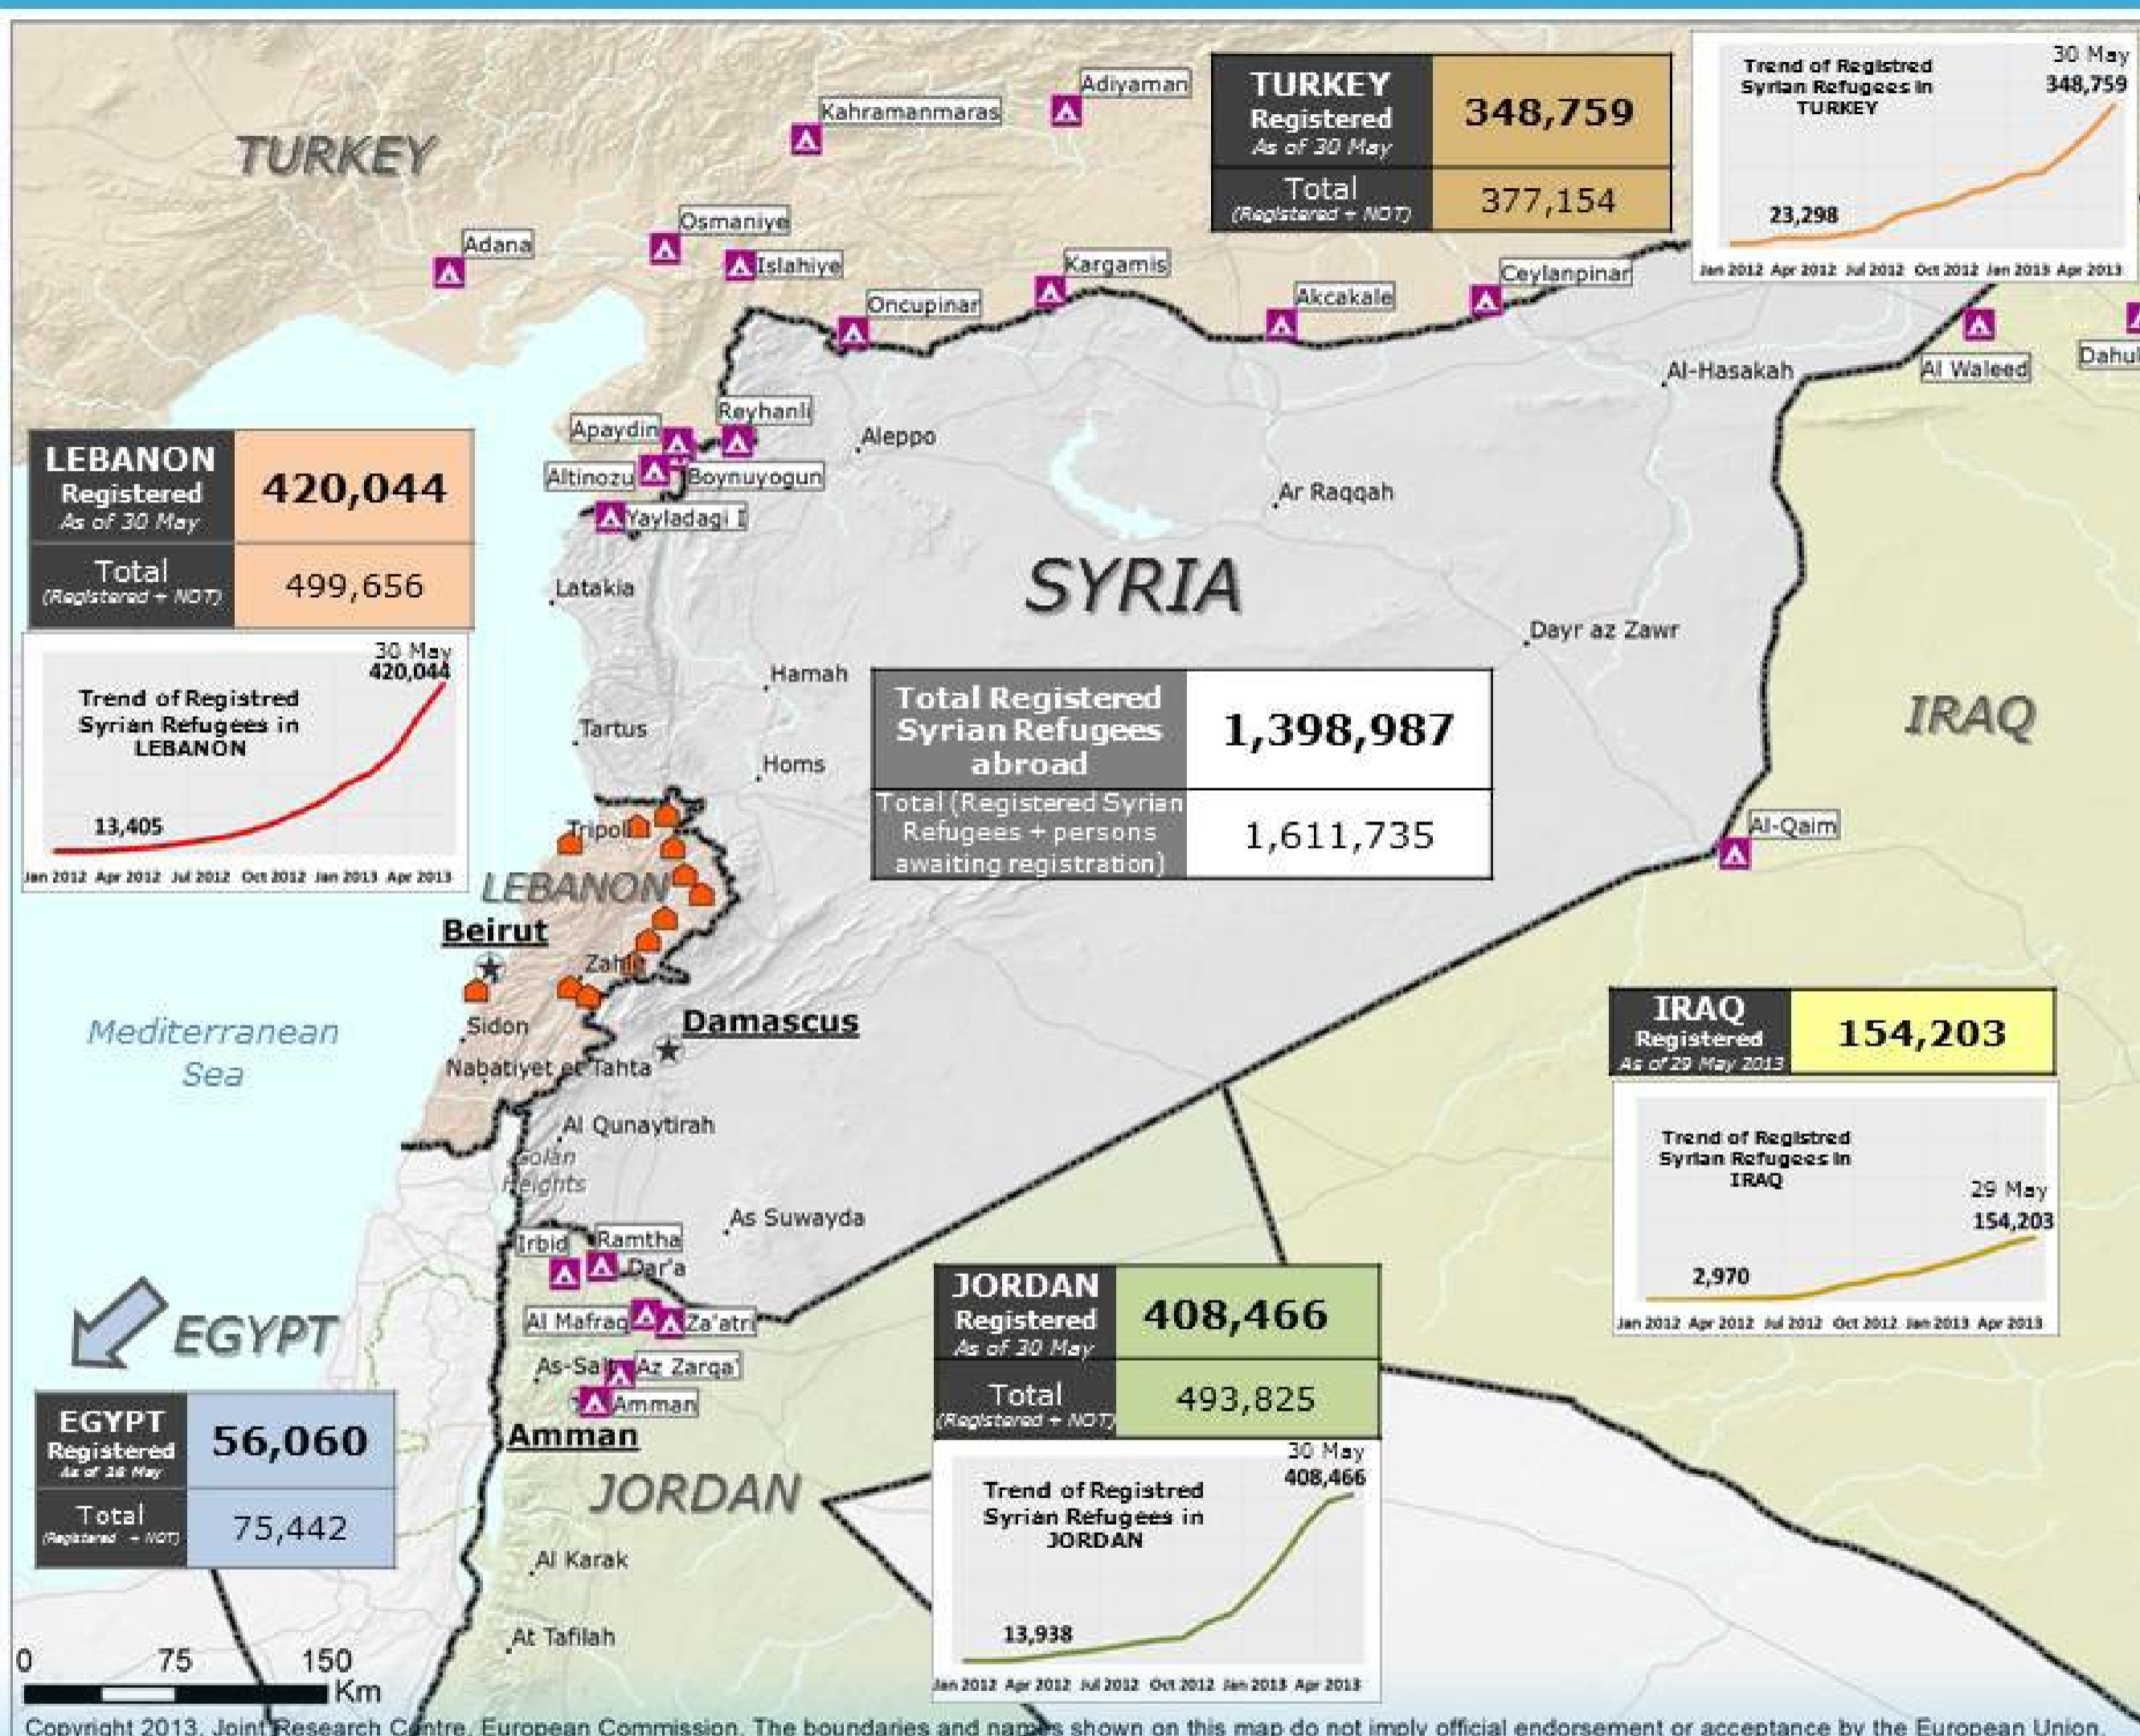 TURKEY
Adana
Osmaniye
Islahiye
Kahramanmaras
Adiyaman
Oncupinar
Kargamis
Akcakale
Ceylanpinar
TURKEY
Registered
As of 30 May
348,759
Total
(Registered + NOT)
377,154
Trend of Registred
Syrian Refugees in
TURKEY
30 May
348,759
23,298
Jan 2012 Apr 2012 Jul 2012 Oct 2012 Jan 2013 Apr 2013
Al-Hasakah
Al Waleed
Reyhanli
Apaydin
Altinozu
Boynuyogun
Yayladagi I
Aleppo
Ar Raqqah
LEBANON
Registered
As of 30 May
420,044
Total
(Registered + NOT)
499,656
Trend of Registred
Syrian Refugees in
LEBANON
30 May
420,044
13,405
Jan 2012 Apr 2012 Jul 2012 Oct 2012 Jan 2013 Apr 2013
SYRIA
Latakia
Hamah
Tartus
Homs
Dayr az Zawr
IRAQ
Total Registered
Syrian Refugees
abroad
1,398,987
Total (Registered Syrian
Refugees + persons
awaiting registration)
1,611,735
Al-Qaim
Tripoli
LEBANON
Beirut
Sidon
Nabatiyet et Tahta
Damascus
Mediterranean
Sea
Al Qunaytirah
Golan
Heights
As Suwayda
IRAQ
Registered
As of 29 May 2013
154,203
Trend of Registred
Syrian Refugees in
IRAQ
29 May
154,203
2,970
Jan 2012 Apr 2012 Jul 2012 Oct 2012 Jan 2013 Apr 2013
Irbid
Ramtha
Dar'a
Al Mafraq
Za'atri
Az Zarqa'
Amman
Amman
EGYPT
EGYPT
Registered
56,060
Total
(Registered + NOT)
75,442
JORDAN
Al Karak
At Tafilah
JORDAN
Registered
As of 30 May
408,466
Total
(Registered + NOT)
493,825
Trend of Registred
Syrian Refugees in
JORDAN
30 May
408,466
13,938
Jan 2012 Apr 2012 Jul 2012 Oct 2012 Jan 2013 Apr 2013
0 75 150
Km
Copyright 2013, Joint Research Centre, European Commission. The boundaries and names shown on this map do not imply official endorsement or acceptance by the European Union.